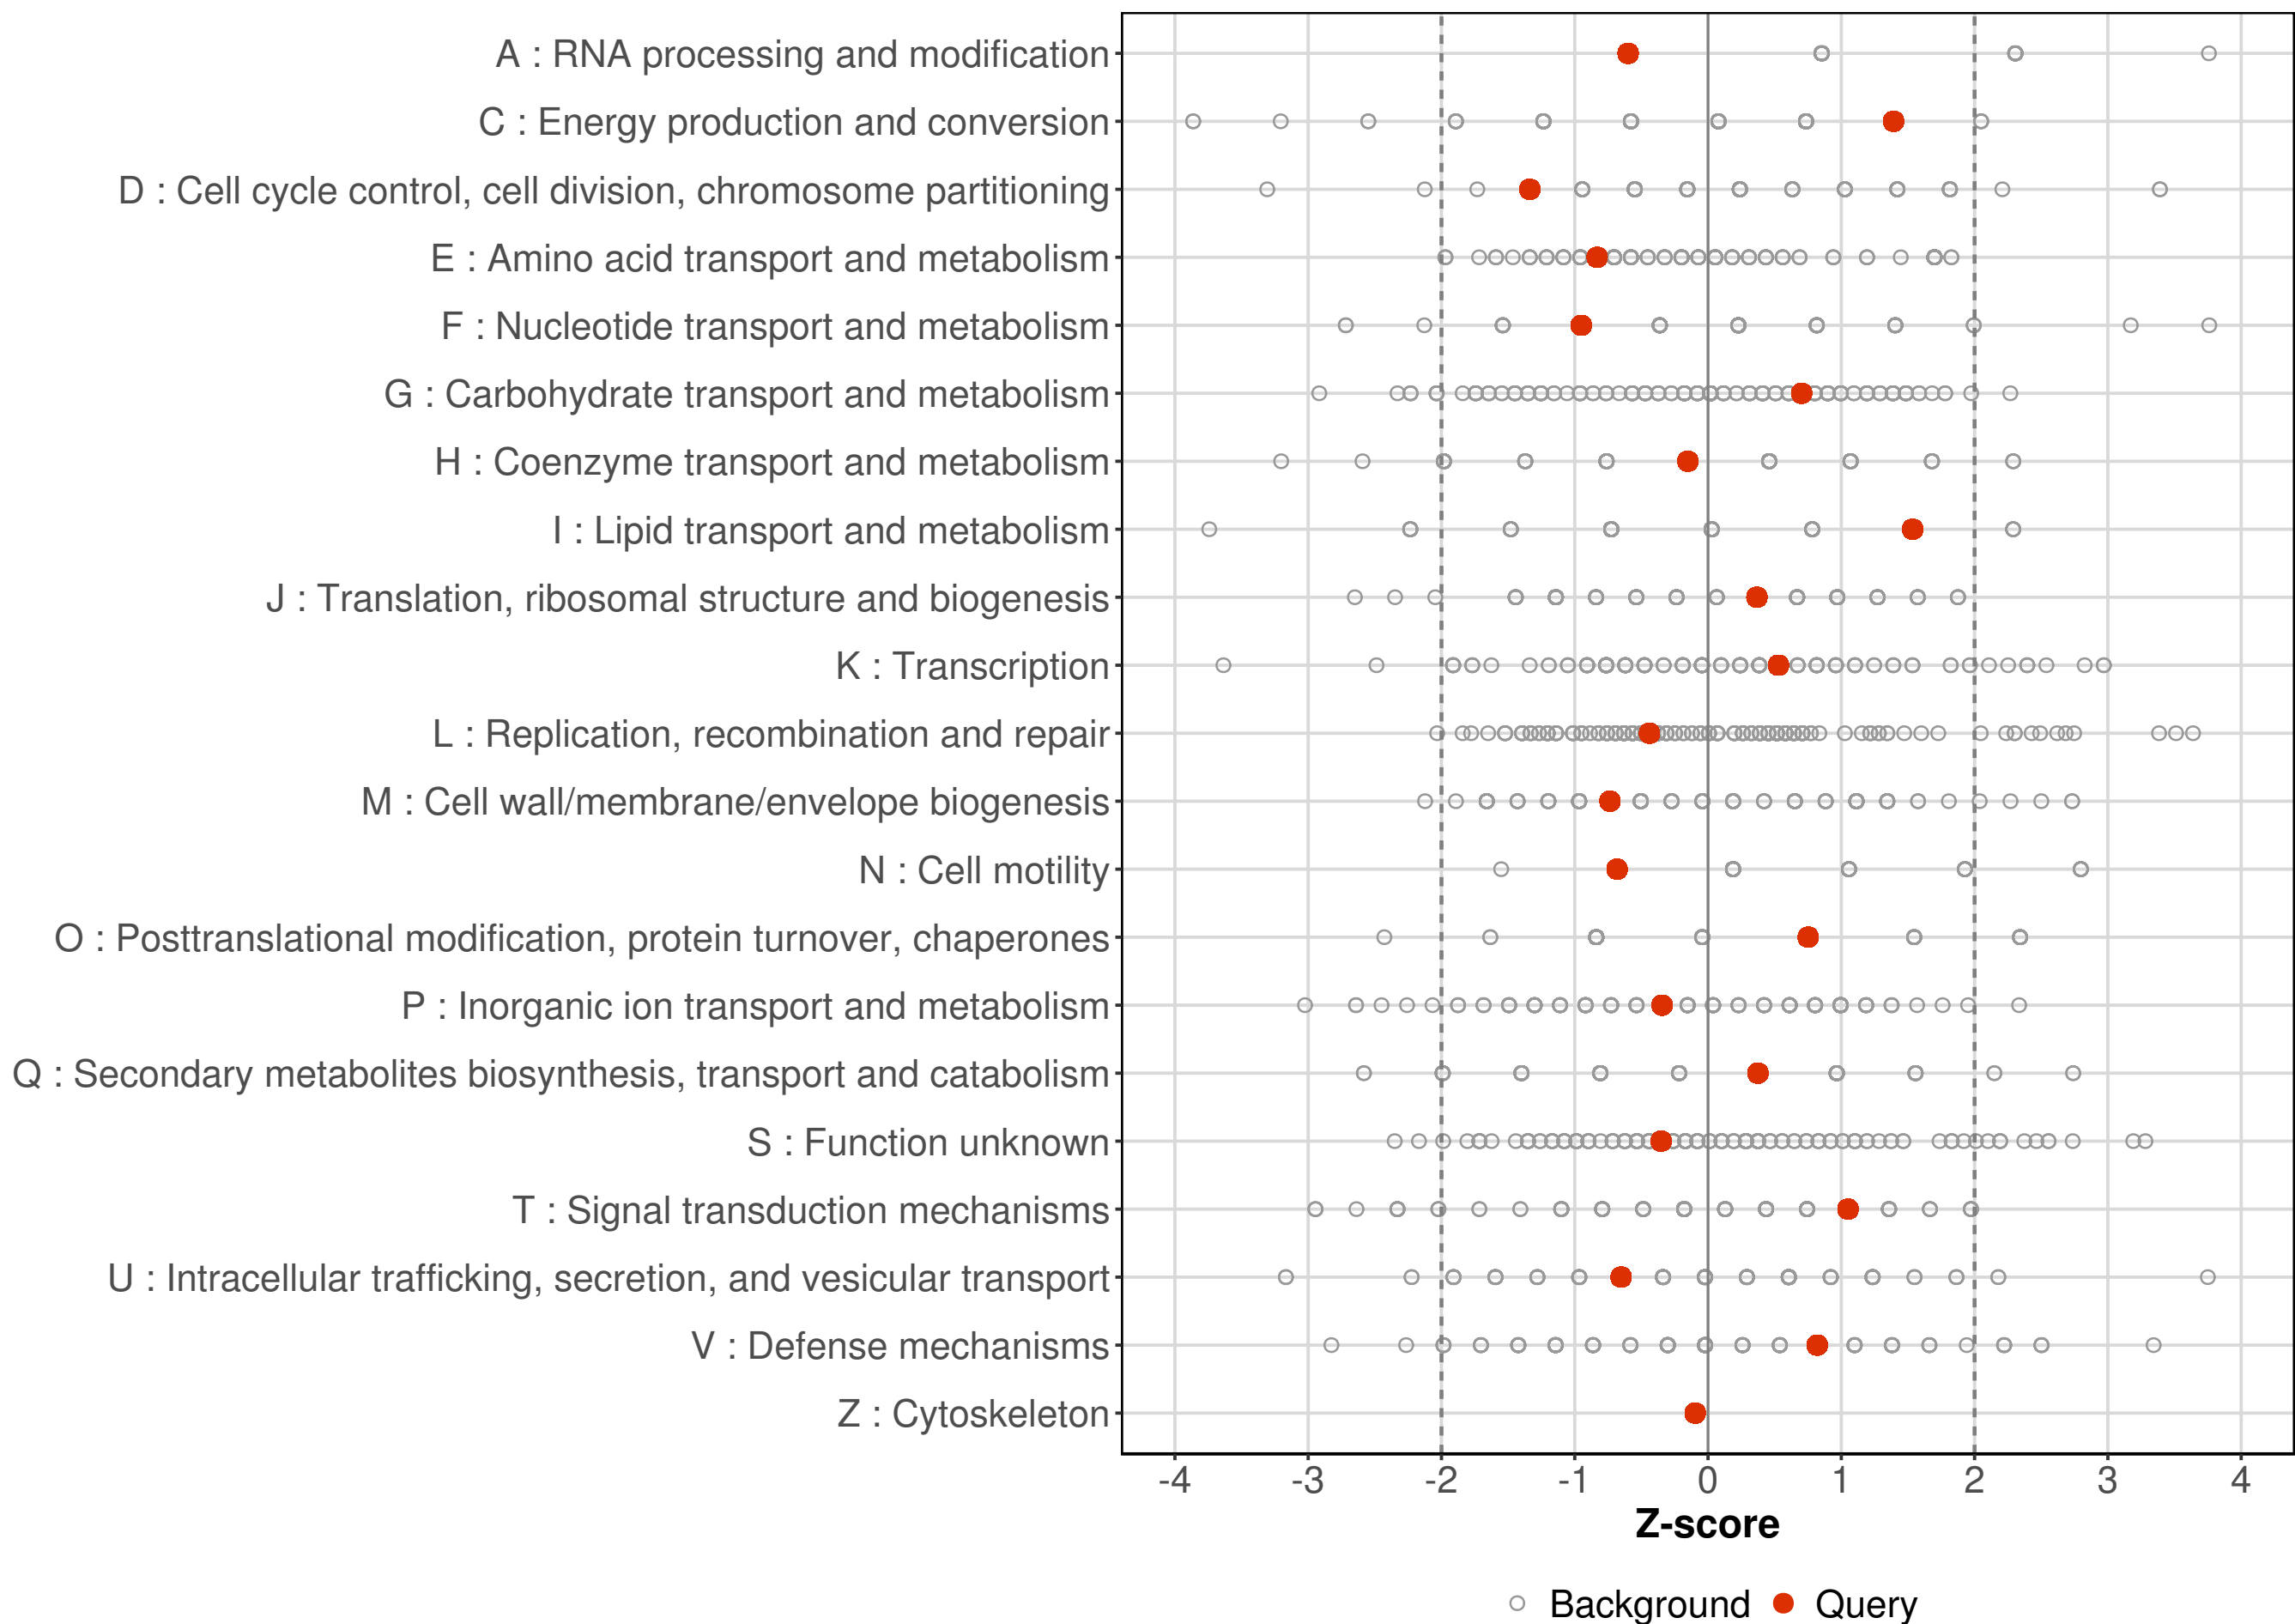 A : RNA processing and modification
C : Energy production and conversion
D : Cell cycle control, cell division, chromosome partitioning
E : Amino acid transport and metabolism
F : Nucleotide transport and metabolism
G : Carbohydrate transport and metabolism
H : Coenzyme transport and metabolism
I : Lipid transport and metabolism
J : Translation, ribosomal structure and biogenesis
K : Transcription
L : Replication, recombination and repair
M : Cell wall/membrane/envelope biogenesis
N : Cell motility
O : Posttranslational modification, protein turnover, chaperones
P : Inorganic ion transport and metabolism
Q : Secondary metabolites biosynthesis, transport and catabolism
S : Function unknown
T : Signal transduction mechanisms
U : Intracellular trafficking, secretion, and vesicular transport
V : Defense mechanisms
Z : Cytoskeleton
-4 -3 -2 -1 0 1 2 3 4
Z-score
Background Query